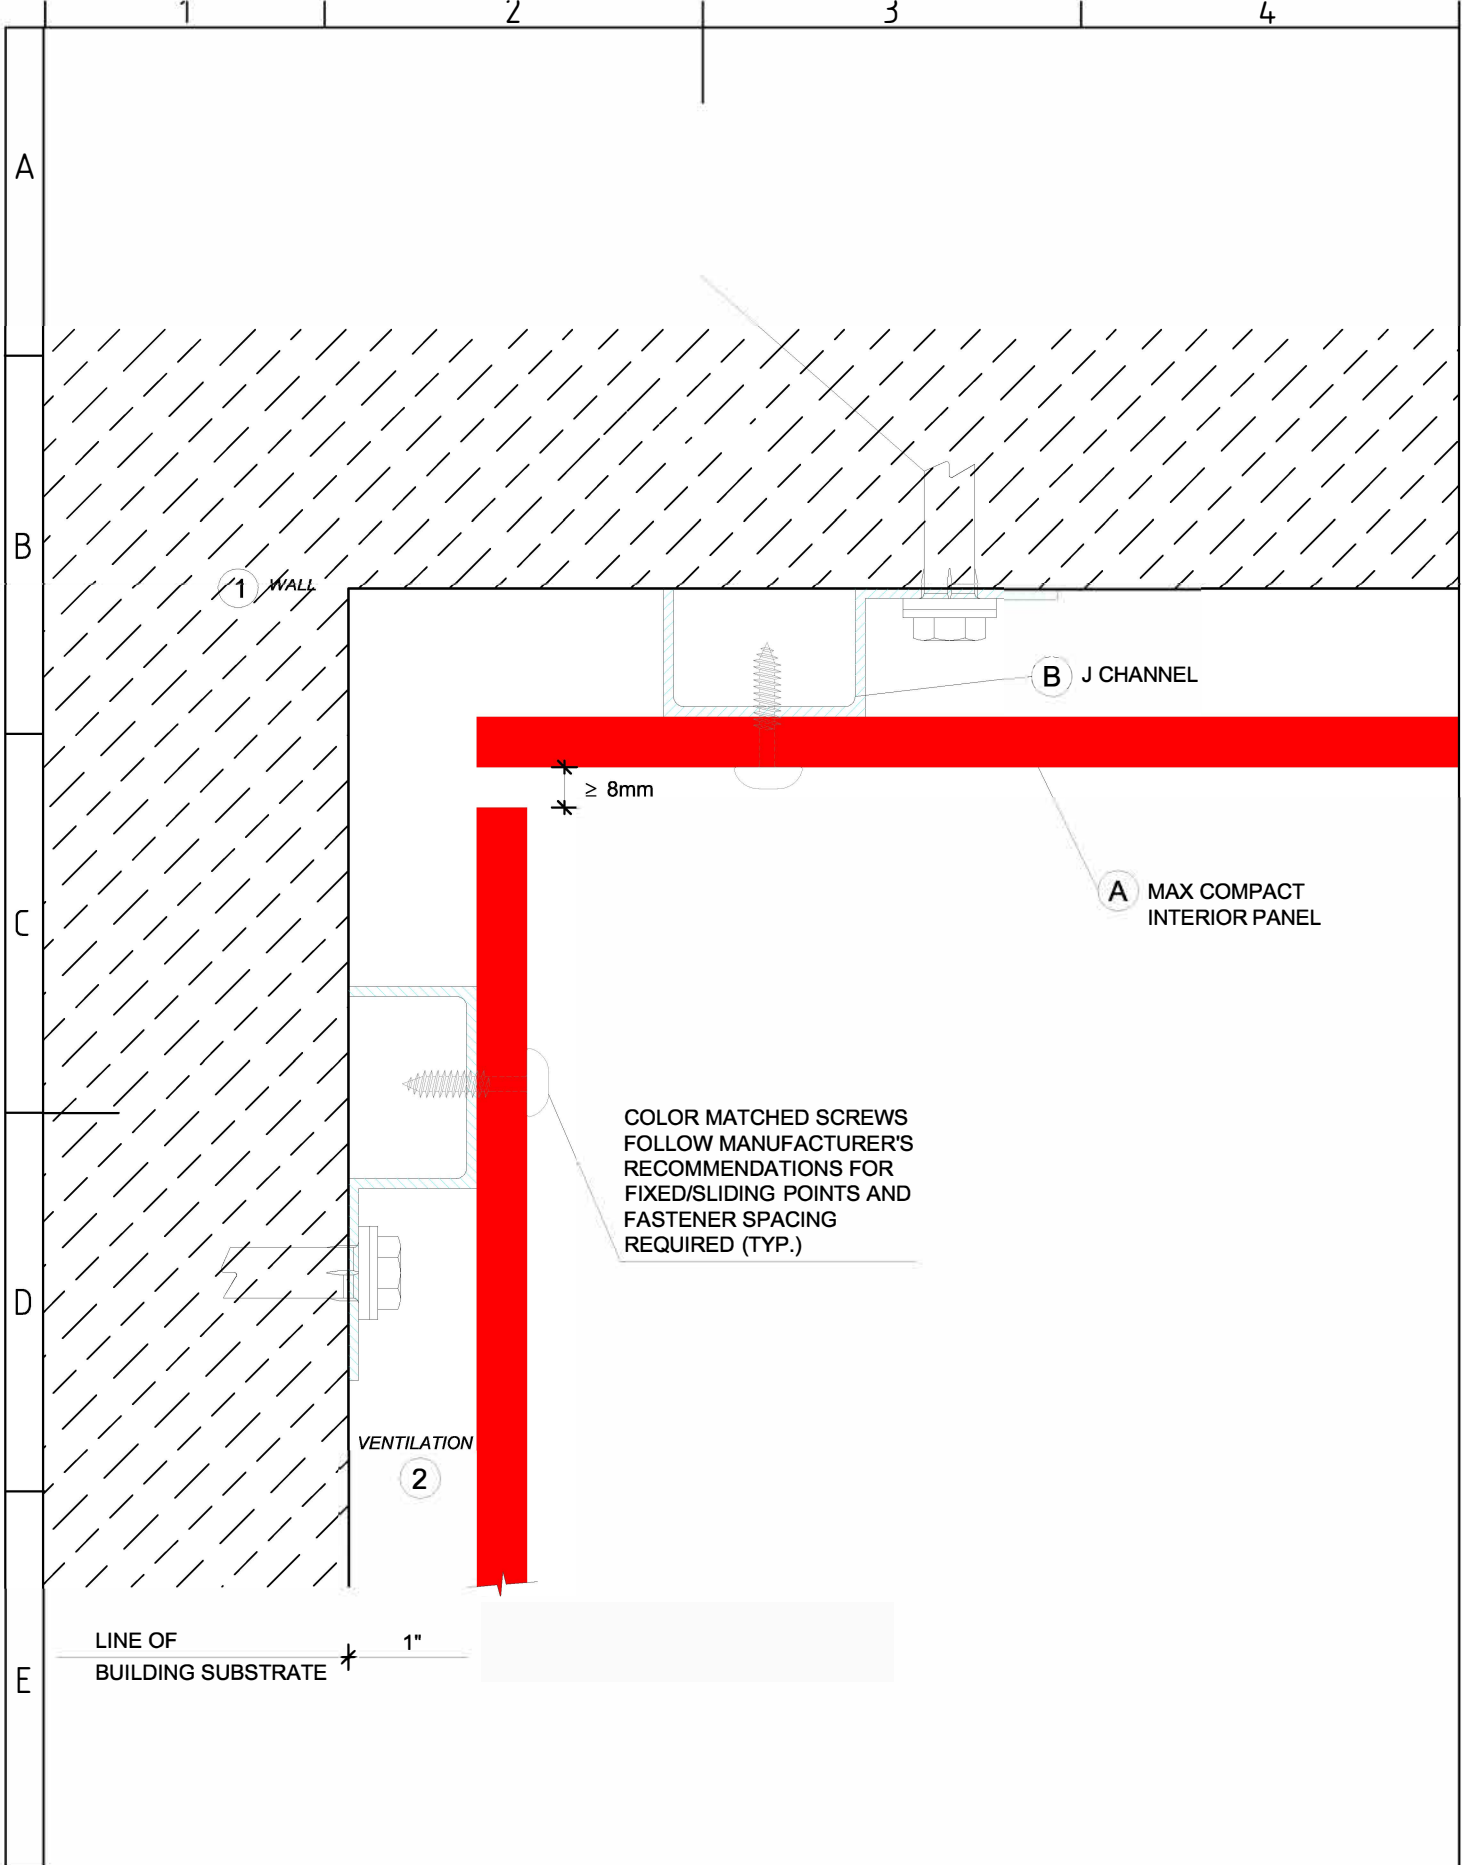 1 2 3 4
A
B
1 WALL
B J CHANNEL
≥ 8mm
A MAX COMPACT
INTERIOR PANEL
C
COLOR MATCHED SCREWS
FOLLOW MANUFACTURER'S
RECOMMENDATIONS FOR
FIXED/SLIDING POINTS AND
FASTENER SPACING
REQUIRED (TYP.)
D
VENTILATION
2
LINE OF
BUILDING SUBSTRATE
1"
E